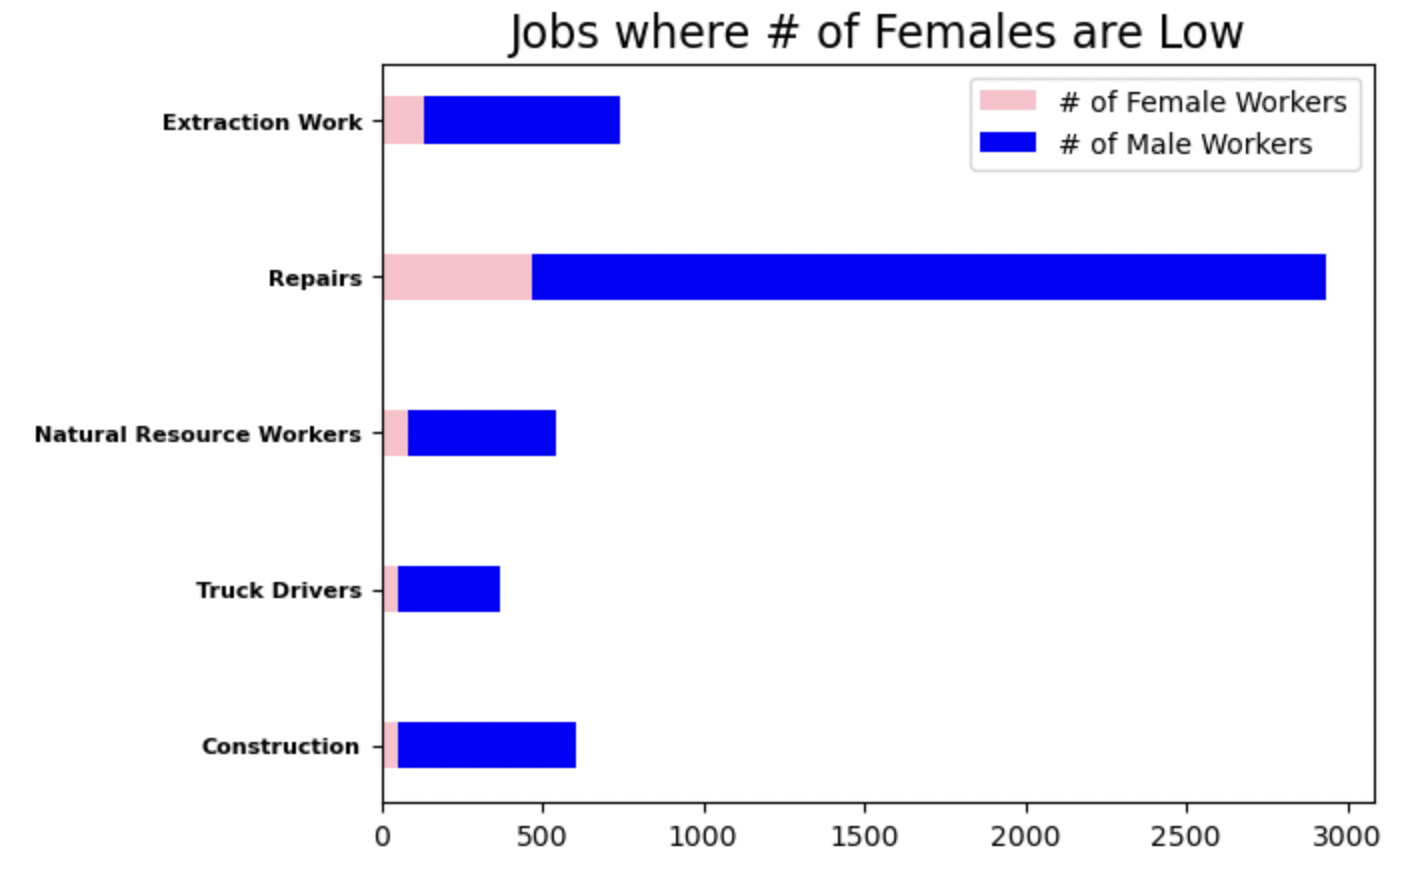 Jobs where # of Females are Low
# of Female Workers
# of Male Workers
Extraction Work
Repairs
Natural Resource Workers
Truck Drivers
Construction
0 500 1000 1500 2000 2500 3000